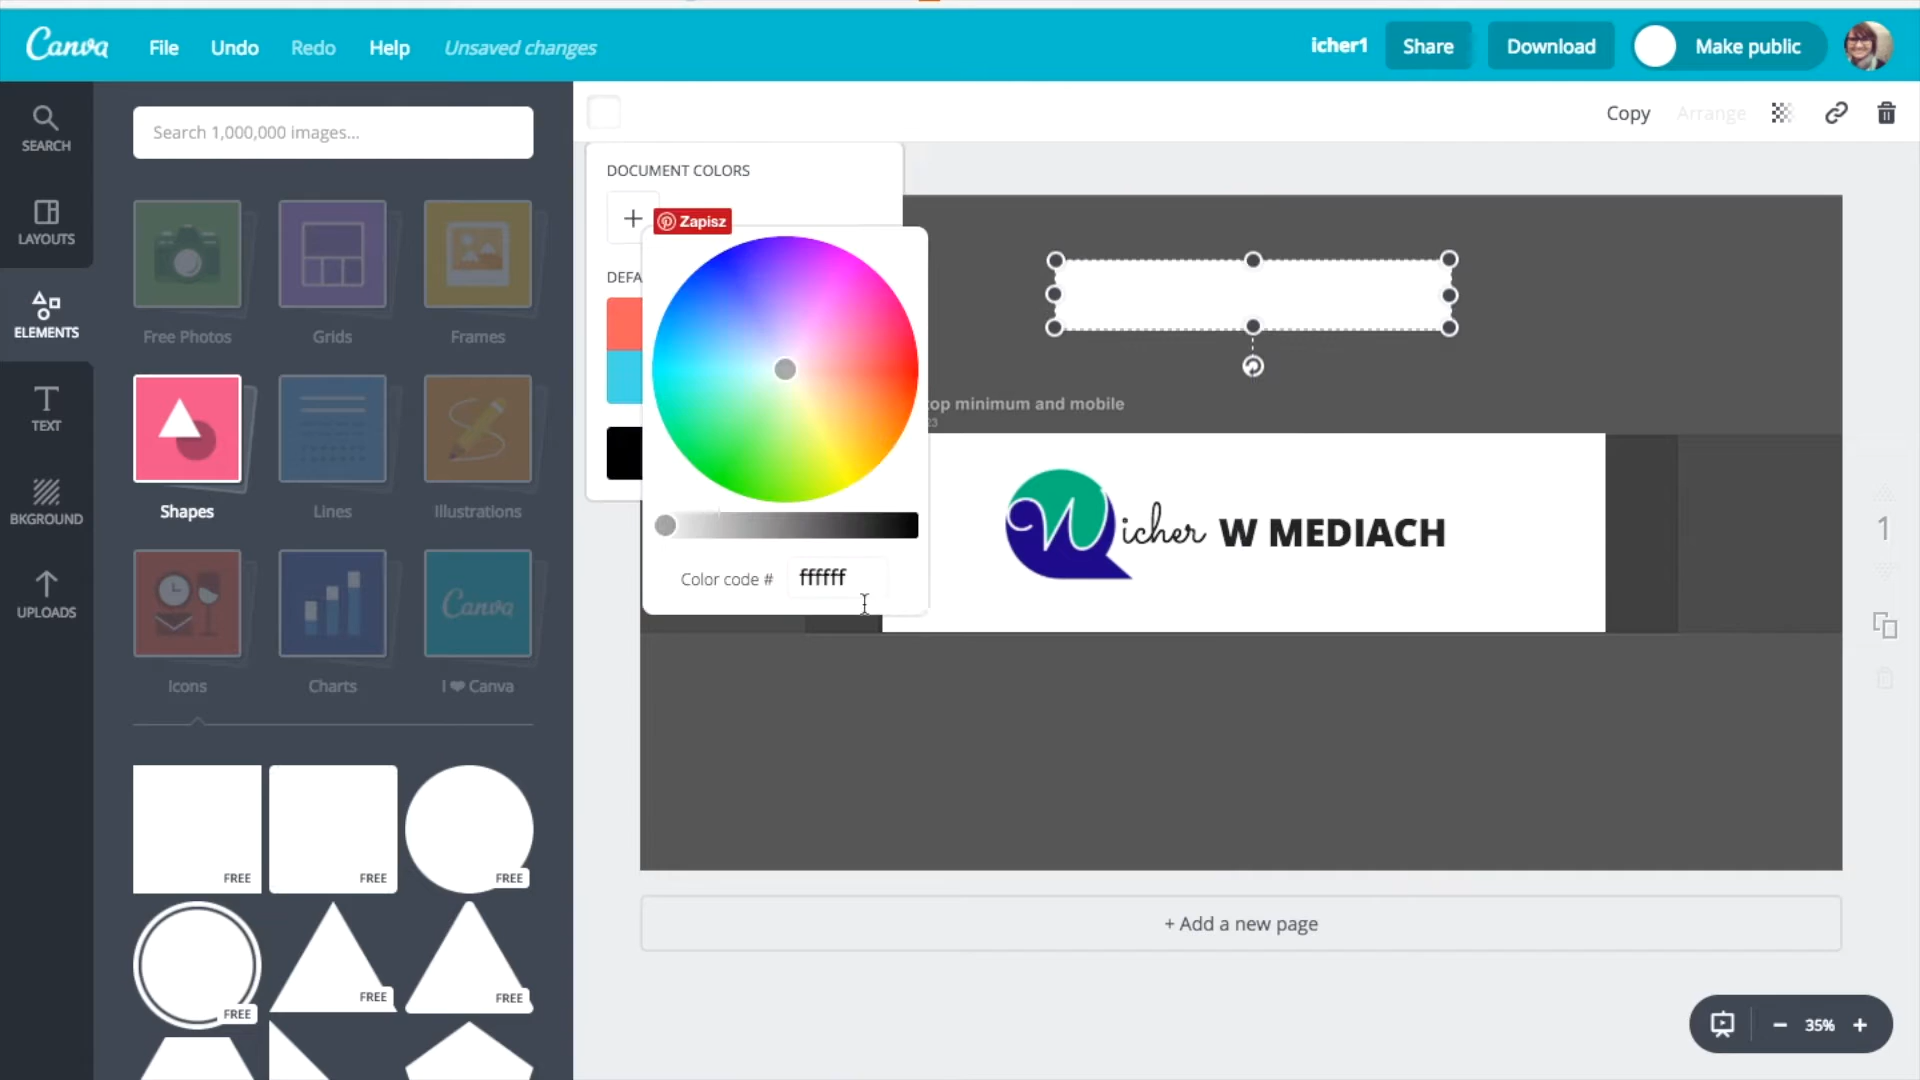 Canva
File
Undo
Redo
Help
Unsaved changes
icher1
Share
Download
Make public
SEARCH
LAYOUTS
ELEMENTS
TEXT
BKGROUND
UPLOADS
Search 1,000,000 images...
Free Photos
Grids
Frames
Shapes
Lines
Illustrations
Canva
Icons
Charts
I ❤ Canva
FREE
FREE
FREE
FREE
FREE
FREE
Copy
Arrange
DOCUMENT COLORS
+
Zapisz
DEFA
Color code #
ffffff
top minimum and mobile
23
W icher W MEDIACH
1
+ Add a new page
35%